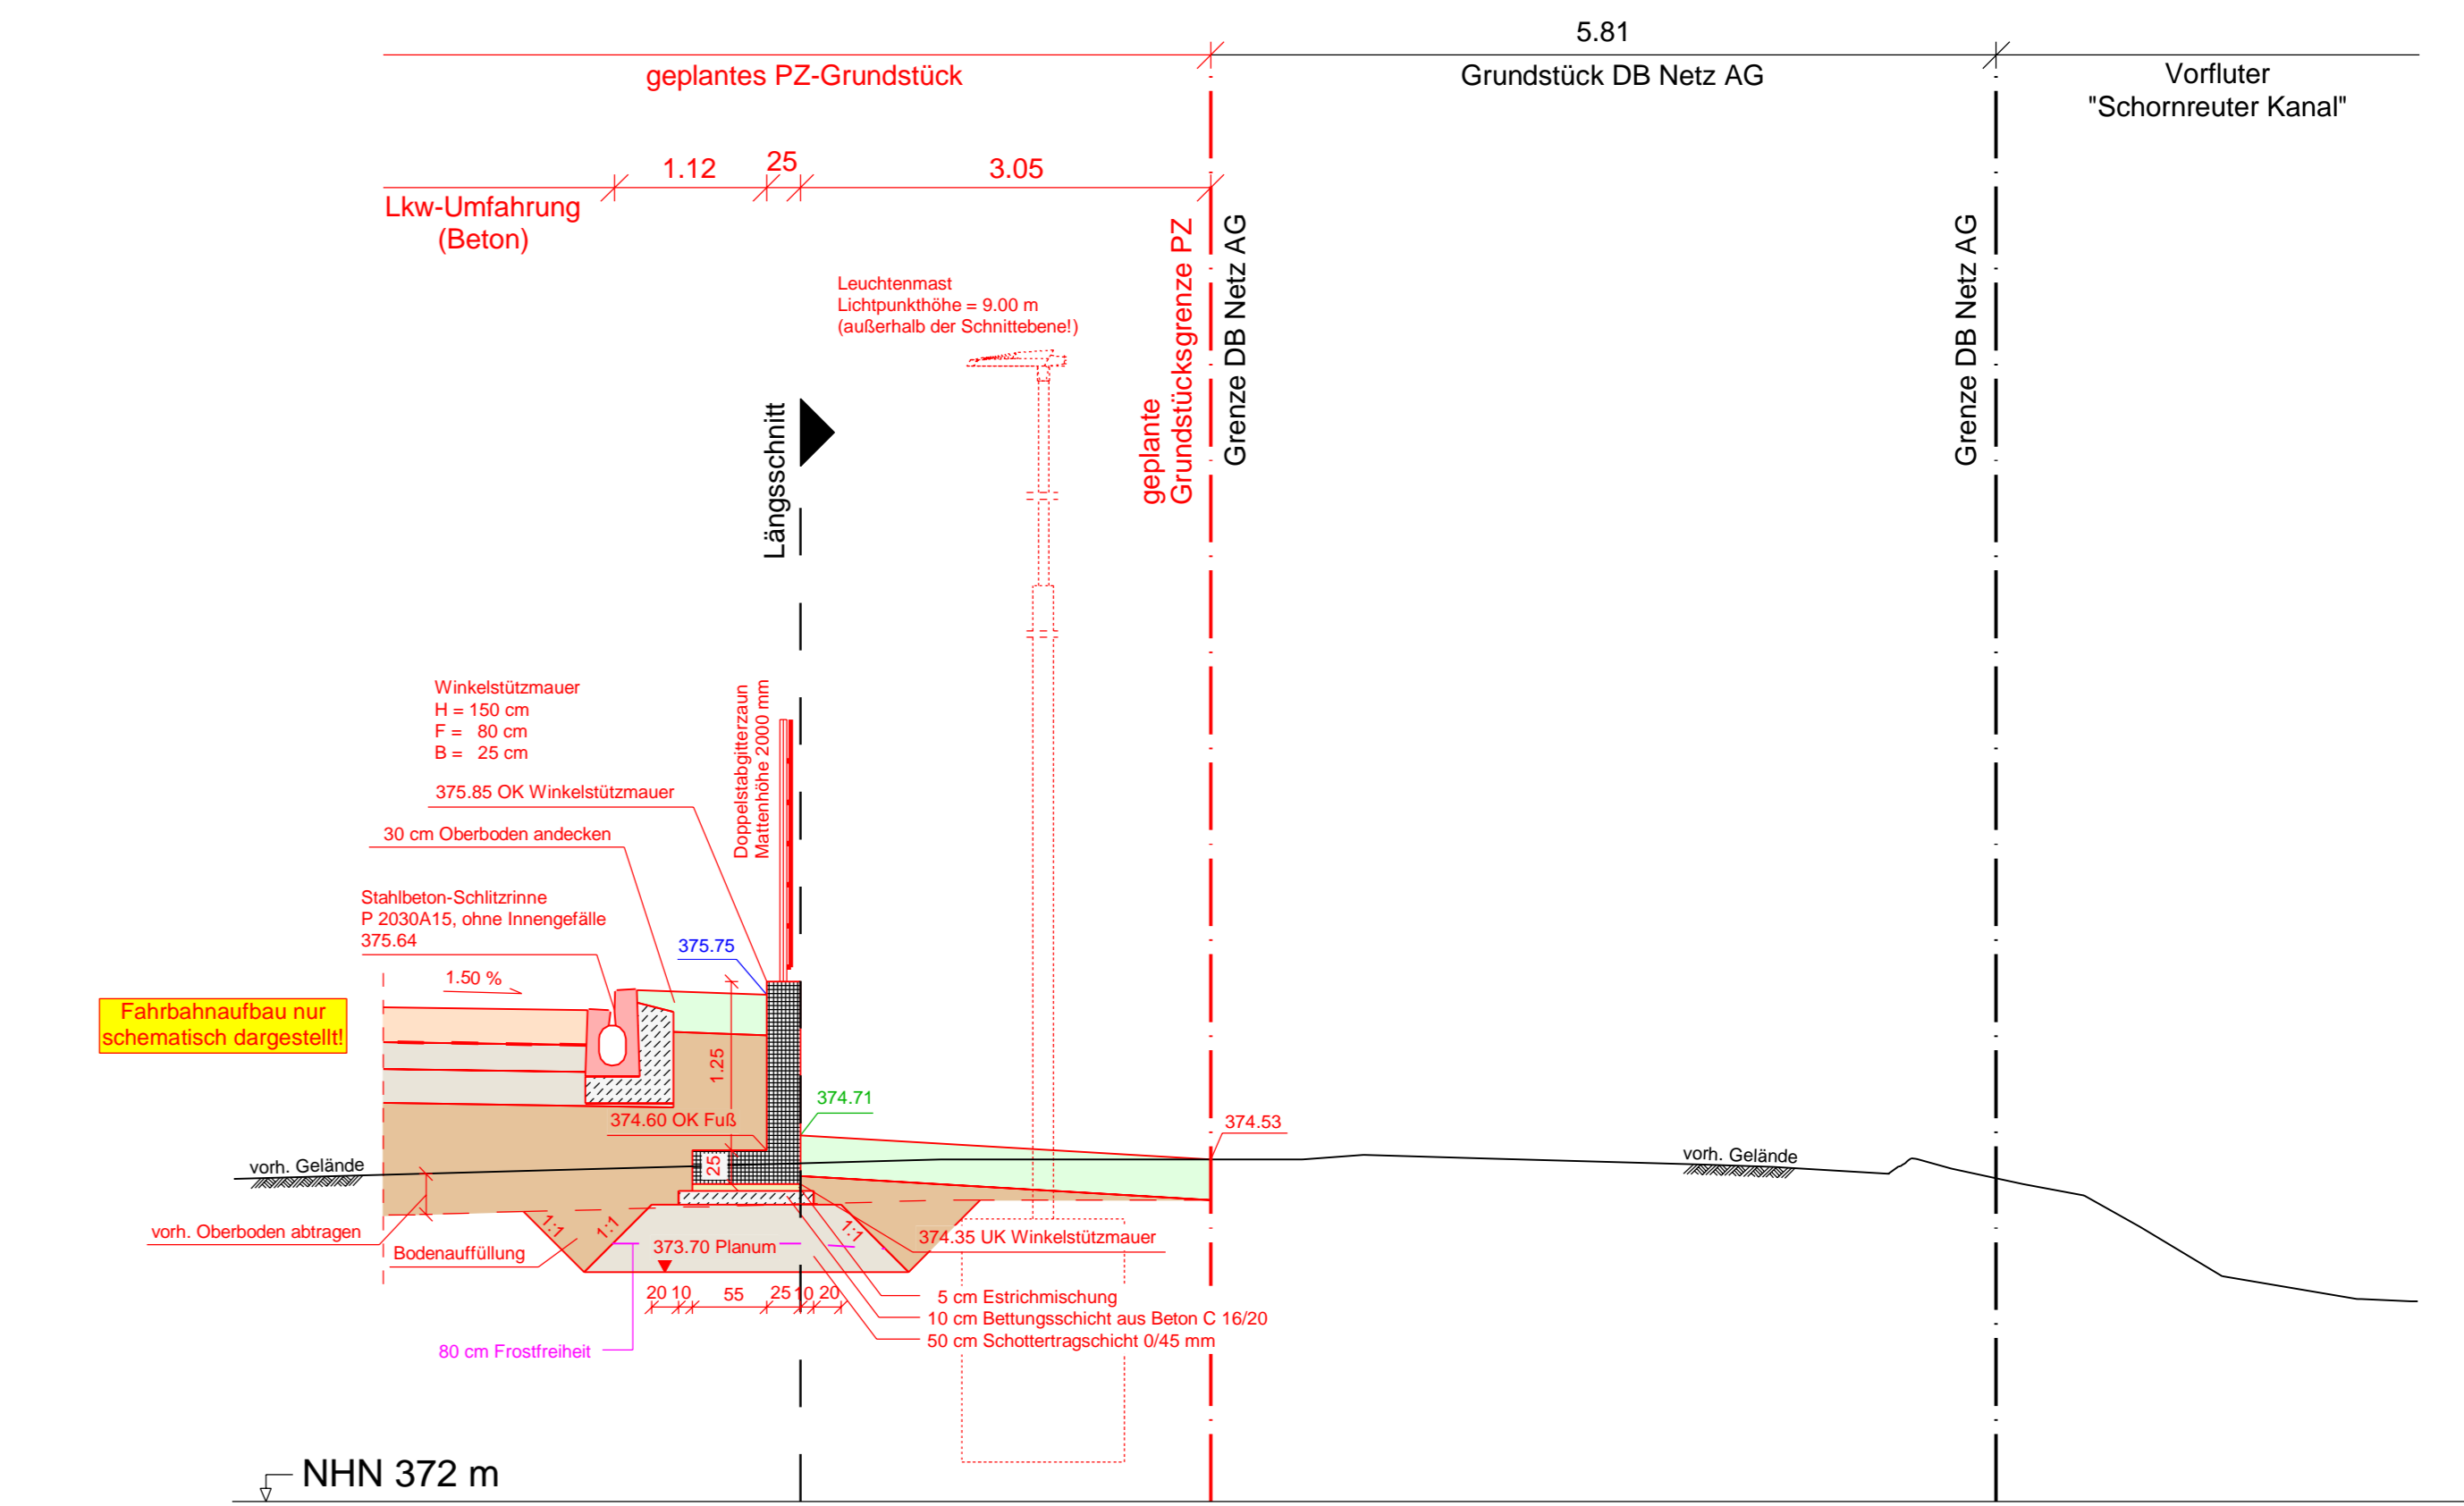 5.81
geplantes PZ-Grundstück
Grundstück DB Netz AG
Vorfluter
"Schornreuter Kanal"
1.12
25
3.05
Lkw-Umfahrung
(Beton)
geplante
Grundstücksgrenze PZ
Grenze DB Netz AG
Grenze DB Netz AG
Leuchtenmast
Lichtpunkthöhe = 9.00 m
(außerhalb der Schnittebene!)
Längsschnitt
Winkelstützmauer
H = 150 cm
F = 80 cm
B = 25 cm
Doppelstabgitterzaun
Mattenhöhe 2000 mm
375.85 OK Winkelstützmauer
30 cm Oberboden andecken
Stahlbeton-Schlitzrinne
P 2030A15, ohne Innengefälle
375.64
375.75
1.50 %
Fahrbahnaufbau nur
schematisch dargestellt!
1.25
374.71
374.60 OK Fuß
374.53
vorh. Gelände
25
vorh. Gelände
vorh. Oberboden abtragen
1:1
1:1
1:1
Bodenauffüllung
373.70 Planum
374.35 UK Winkelstützmauer
20 10 55 25 10 20
5 cm Estrichmischung
10 cm Bettungsschicht aus Beton C 16/20
50 cm Schottertragschicht 0/45 mm
80 cm Frostfreiheit
NHN 372 m